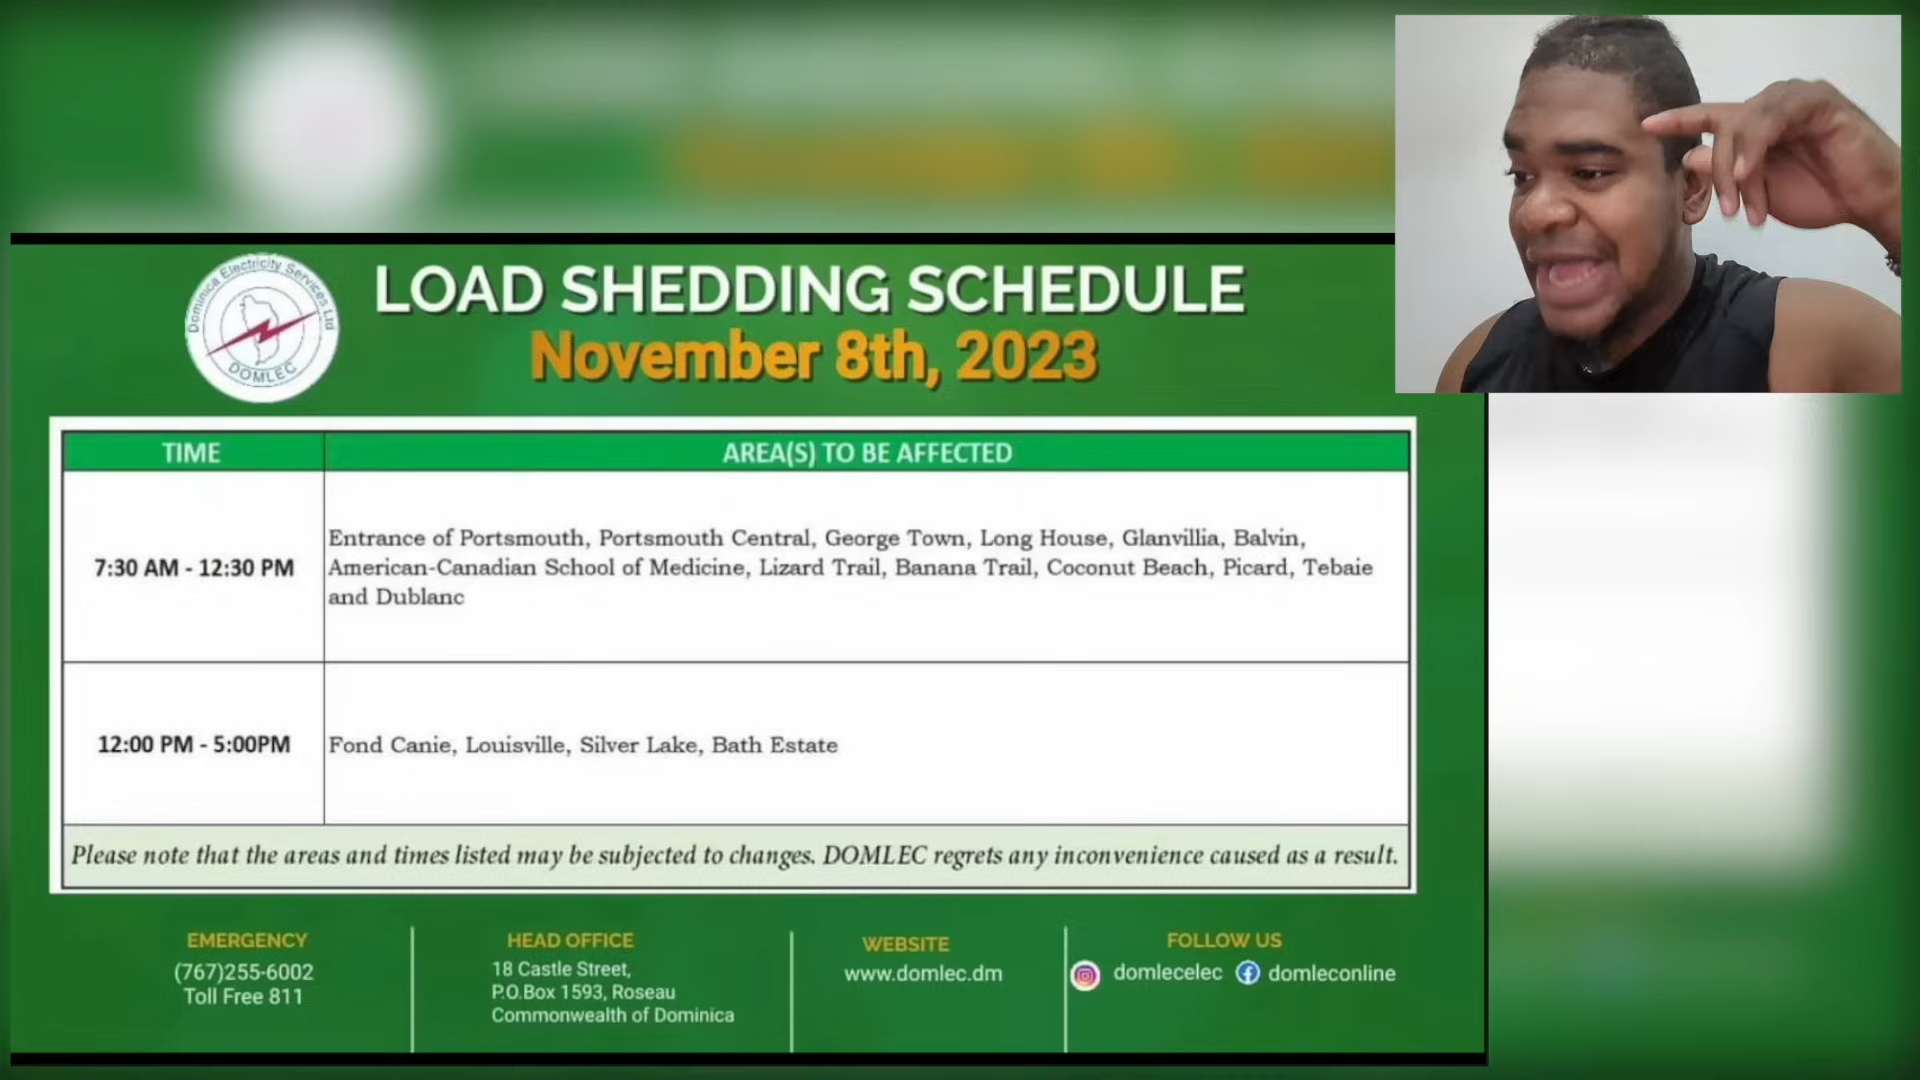 Dominica Electricity Services Ltd
DOMLEC
LOAD SHEDDING SCHEDULE
November 8th, 2023
TIME
AREA(S) TO BE AFFECTED
7:30 AM - 12:30 PM
Entrance of Portsmouth, Portsmouth Central, George Town, Long House, Glanvillia, Balvin,
American-Canadian School of Medicine, Lizard Trail, Banana Trail, Coconut Beach, Picard, Tebaie
and Dublanc
12:00 PM - 5:00PM
Fond Canie, Louisville, Silver Lake, Bath Estate
Please note that the areas and times listed may be subjected to changes. DOMLEC regrets any inconvenience caused as a result.
EMERGENCY
(767)255-6002
Toll Free 811
HEAD OFFICE
18 Castle Street,
P.O.Box 1593, Roseau
Commonwealth of Dominica
WEBSITE
www.domlec.dm
FOLLOW US
domlecelec domleconline